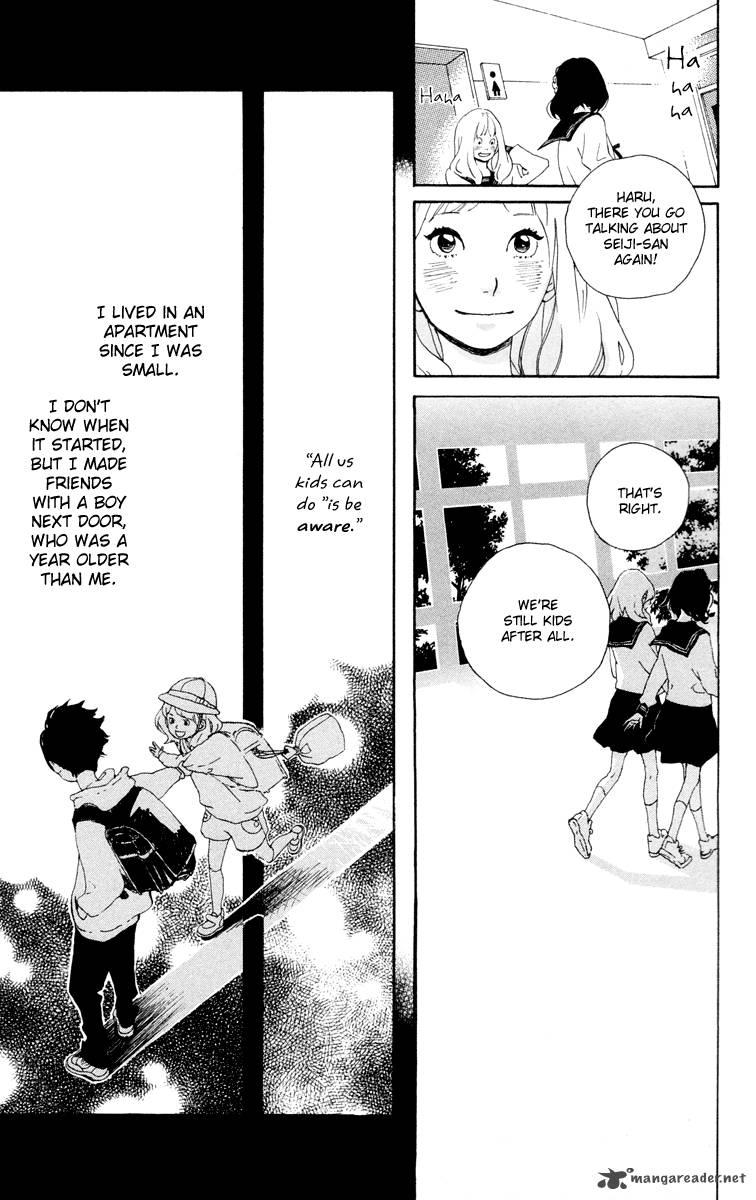 Ha
ha
ha
Haha
HARU,
THERE YOU GO
TALKING ABOUT
SEIJI-SAN
AGAIN!
THAT'S
RIGHT.
WE'RE
STILL KIDS
AFTER ALL.
"All us
kids can
do "is be
aware."
I LIVED IN AN
APARTMENT
SINCE I WAS
SMALL.
I DON'T
KNOW WHEN
IT STARTED,
BUT I MADE
FRIENDS
WITH A BOY
NEXT DOOR,
WHO WAS A
YEAR OLDER
THAN ME.
mangareader.net